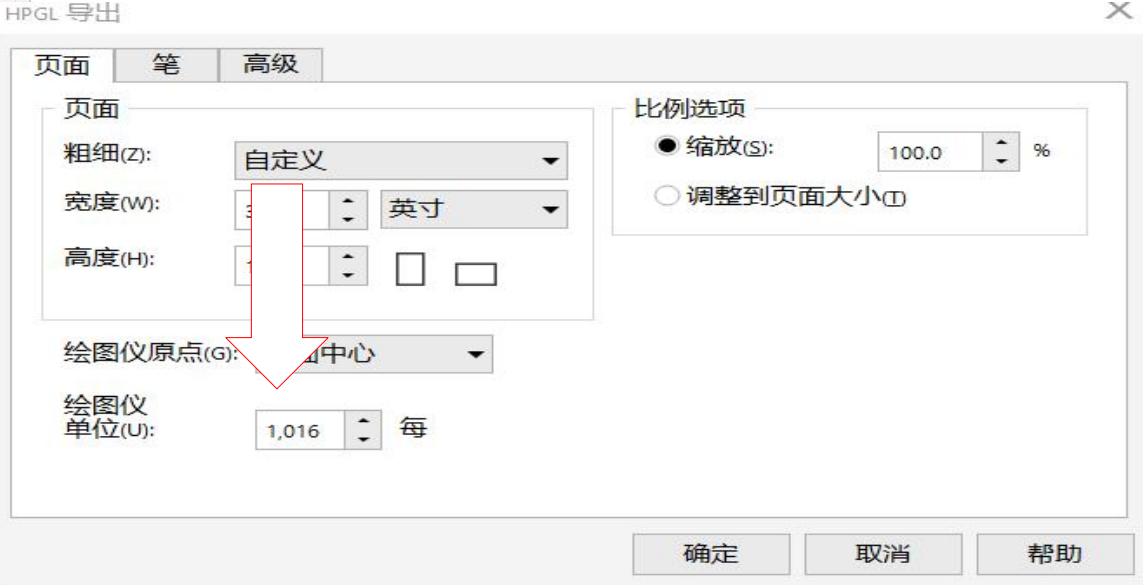 HPGL 导出
页面 笔 高级
页面
粗细(Z): 自定义
宽度(W): 英寸
高度(H):
比例选项
缩放(S): 100.0 %
调整到页面大小(T)
绘图仪原点(G): 面中心
绘图仪
单位(U): 1,016 每
确定 取消 帮助